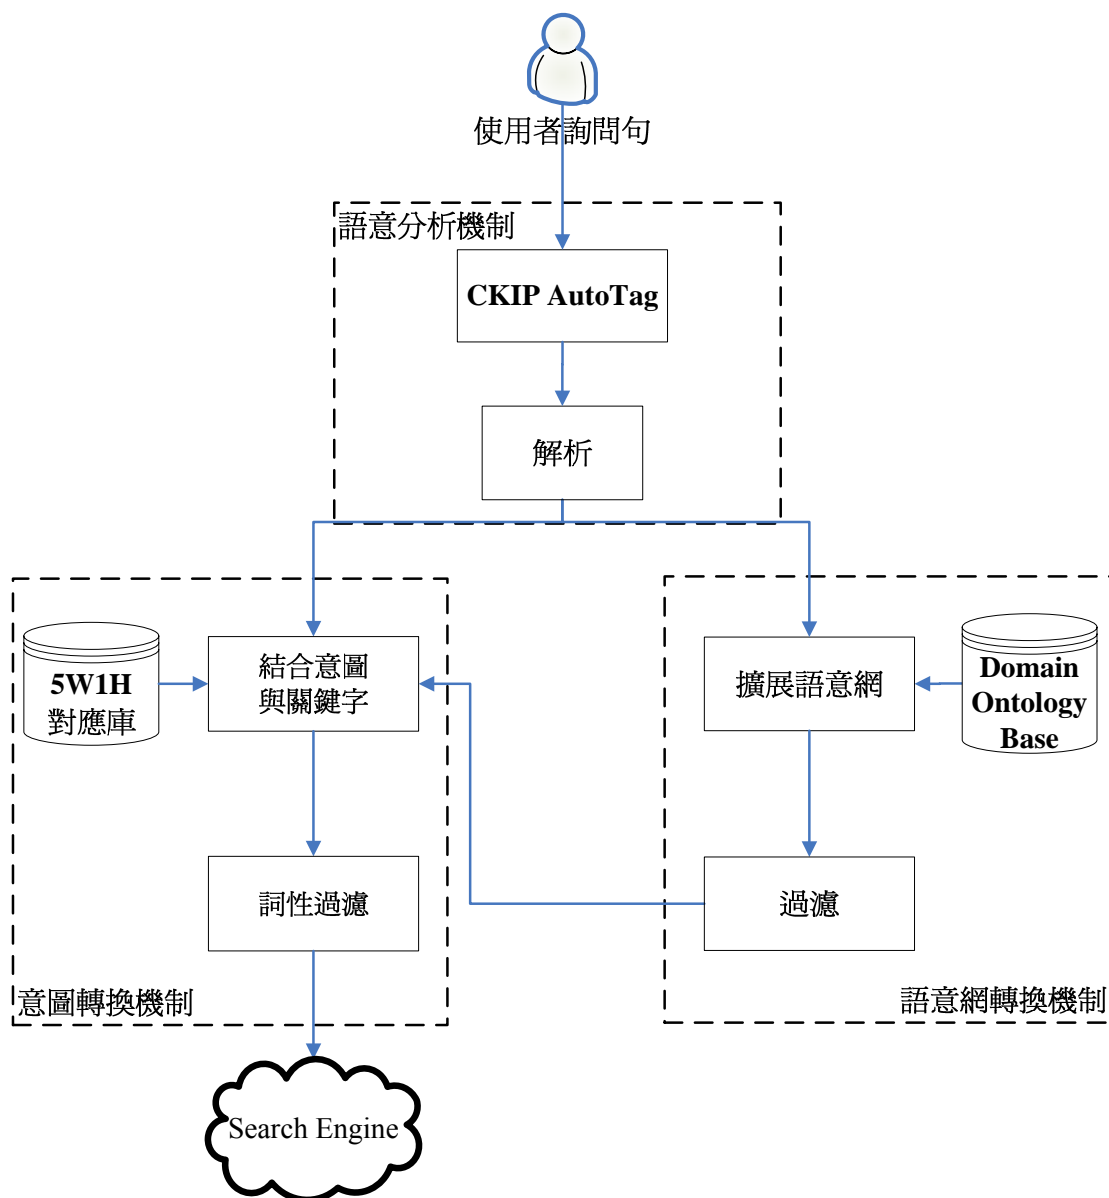 使用者詢問句
語意分析機制
CKIP AutoTag
解析
5W1H
對應庫
結合意圖
與關鍵字
擴展語意網
Domain
Ontology
Base
詞性過濾
過濾
意圖轉換機制
語意網轉換機制
Search Engine